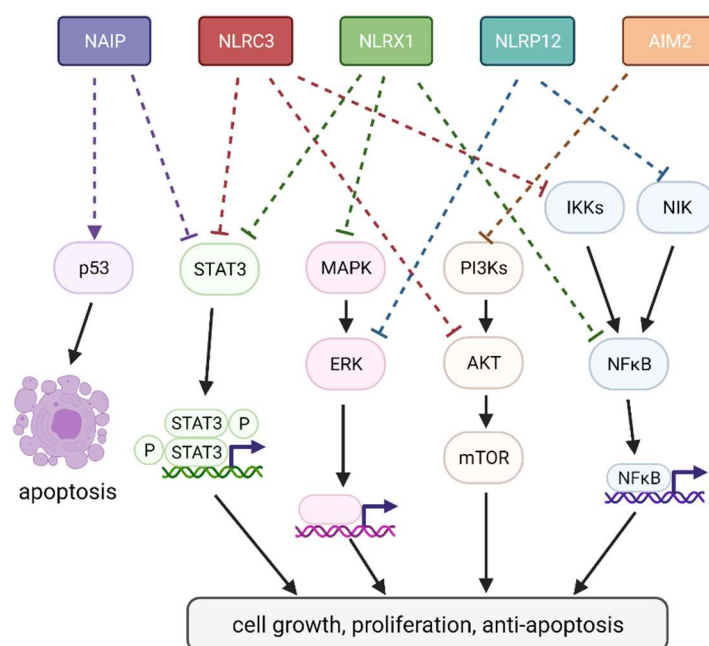 NAIP
NLRC3
NLRX1
NLRP12
AIM2
IKKs
NIK
p53
STAT3
MAPK
PI3Ks
ERK
AKT
NFκB
STAT3
P
P
STAT3
mTOR
NFκB
apoptosis
cell growth, proliferation, anti-apoptosis